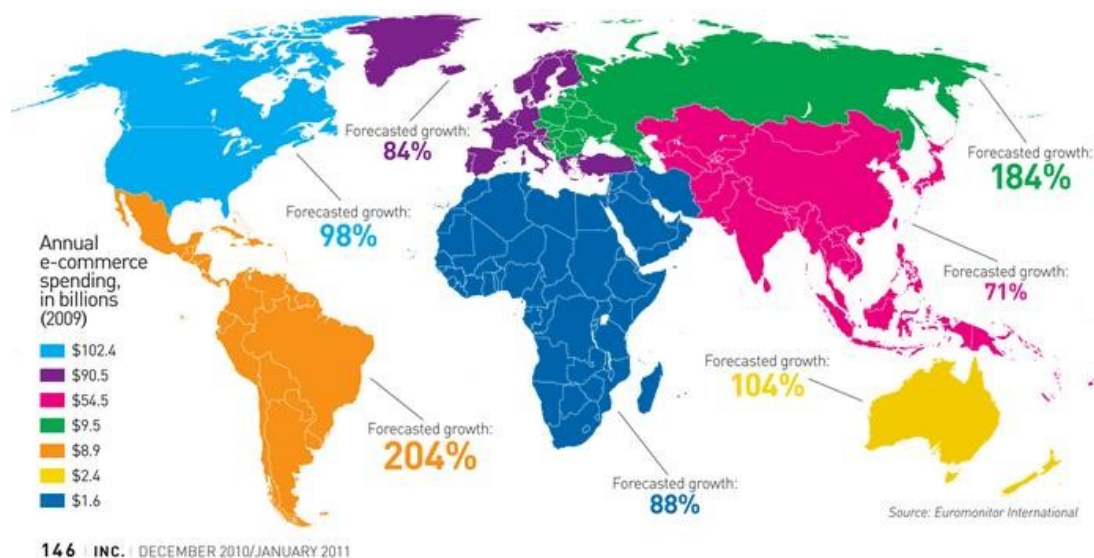 Forecasted growth:
84%
Forecasted growth:
98%
Forecasted growth:
184%
Forecasted growth:
71%
Annual
e-commerce
spending,
in billions
(2009)
$102.4
$90.5
$54.5
$9.5
$8.9
$2.4
$1.6
Forecasted growth:
204%
Forecasted growth:
104%
Forecasted growth:
88%
Source: Euromonitor International
146 | INC. | DECEMBER 2010/JANUARY 2011